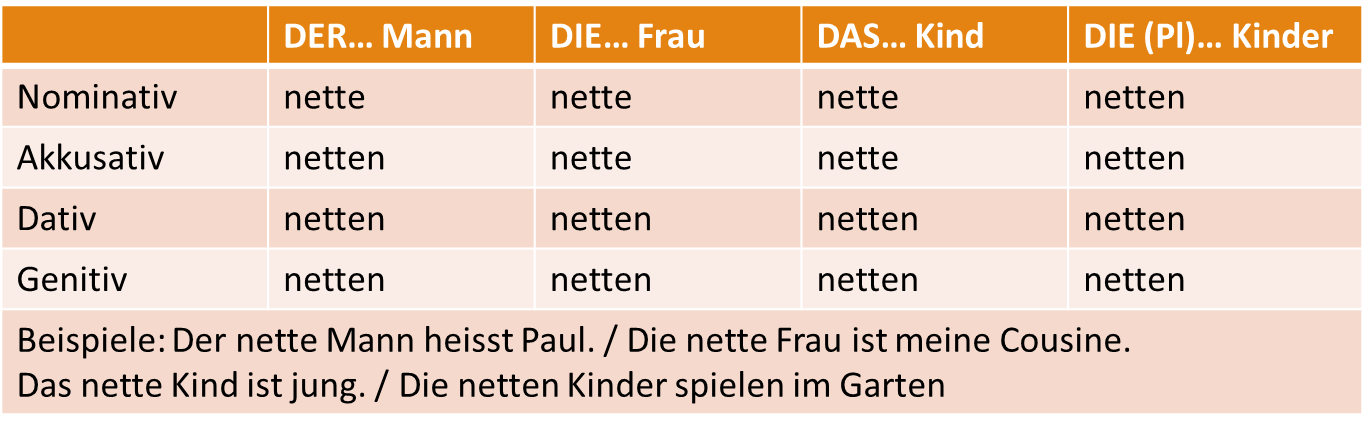 DER... Mann DIE... Frau DAS... Kind DIE (Pl)... Kinder
Nominativ nette nette nette netten
Akkusativ netten nette nette netten
Dativ netten netten netten netten
Genitiv netten netten netten netten
Beispiele: Der nette Mann heisst Paul. / Die nette Frau ist meine Cousine.
Das nette Kind ist jung. / Die netten Kinder spielen im Garten